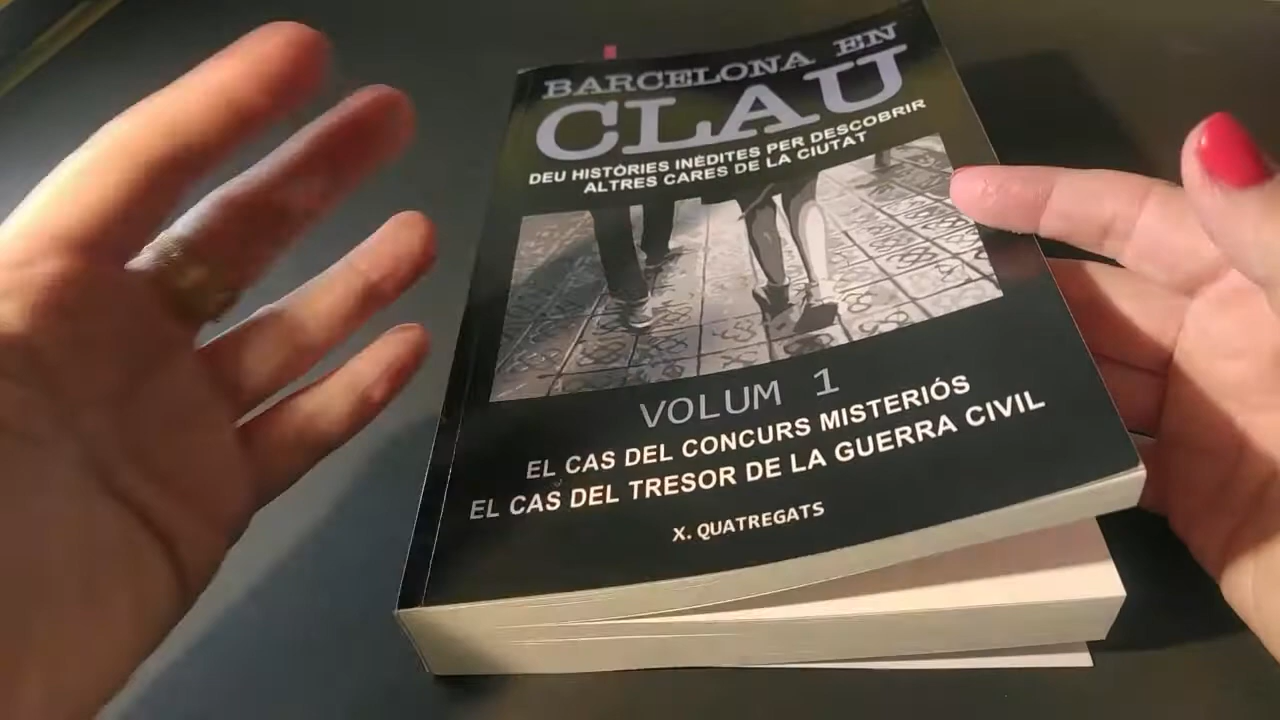 BARCELONA EN
CLAU
DEU HISTÒRIES INÈDITES PER DESCOBRIR
ALTRES CARES DE LA CIUTAT
VOLUM 1
EL CAS DEL CONCURS MISTERIÓS
EL CAS DEL TRESOR DE LA GUERRA CIVIL
X. QUATREGATS